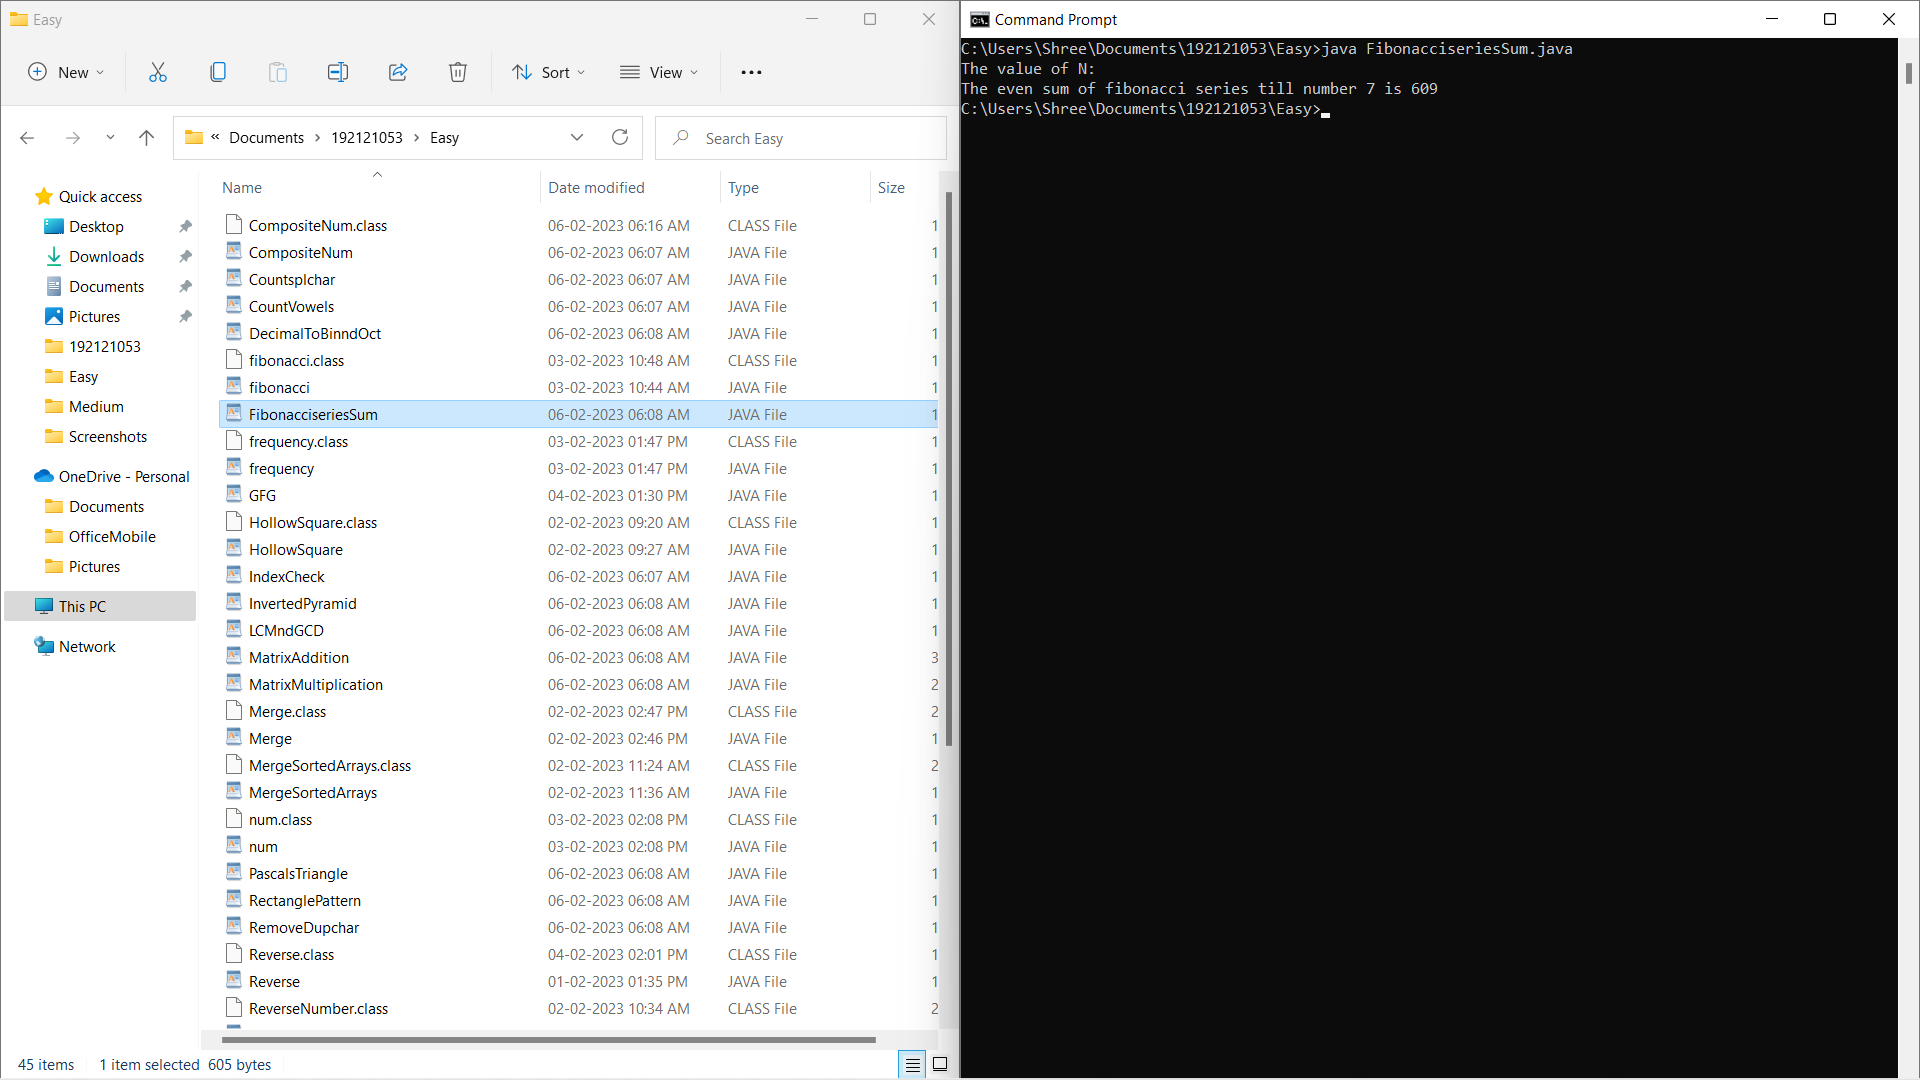 Easy
New
Sort
View
« Documents > 192121053 > Easy
Search Easy
Quick access
Desktop
Downloads
Documents
Pictures
192121053
Easy
Medium
Screenshots
OneDrive - Personal
Documents
OfficeMobile
Pictures
This PC
Network
Name Date modified Type Size
CompositeNum.class 06-02-2023 06:16 AM CLASS File 1
CompositeNum 06-02-2023 06:07 AM JAVA File 1
Countsplchar 06-02-2023 06:07 AM JAVA File 1
CountVowels 06-02-2023 06:07 AM JAVA File 1
DecimalToBinndOct 06-02-2023 06:08 AM JAVA File 1
fibonacci.class 03-02-2023 10:48 AM CLASS File 1
fibonacci 03-02-2023 10:44 AM JAVA File 1
FibonacciseriesSum 06-02-2023 06:08 AM JAVA File 1
frequency.class 03-02-2023 01:47 PM CLASS File 1
frequency 03-02-2023 01:47 PM JAVA File 1
GFG 04-02-2023 01:30 PM JAVA File 1
HollowSquare.class 02-02-2023 09:20 AM CLASS File 1
HollowSquare 02-02-2023 09:27 AM JAVA File 1
IndexCheck 06-02-2023 06:07 AM JAVA File 1
InvertedPyramid 06-02-2023 06:08 AM JAVA File 1
LCMndGCD 06-02-2023 06:08 AM JAVA File 1
MatrixAddition 06-02-2023 06:08 AM JAVA File 3
MatrixMultiplication 06-02-2023 06:08 AM JAVA File 2
Merge.class 02-02-2023 02:47 PM CLASS File 2
Merge 02-02-2023 02:46 PM JAVA File 1
MergeSortedArrays.class 02-02-2023 11:24 AM CLASS File 2
MergeSortedArrays 02-02-2023 11:36 AM JAVA File 1
num.class 03-02-2023 02:08 PM CLASS File 1
num 03-02-2023 02:08 PM JAVA File 1
PascalsTriangle 06-02-2023 06:08 AM JAVA File 1
RectanglePattern 06-02-2023 06:08 AM JAVA File 1
RemoveDupchar 06-02-2023 06:08 AM JAVA File 1
Reverse.class 04-02-2023 02:01 PM CLASS File 1
Reverse 01-02-2023 01:35 PM JAVA File 1
ReverseNumber.class 02-02-2023 10:34 AM CLASS File 2
45 items 1 item selected 605 bytes
Command Prompt
C:\Users\Shree\Documents\192121053\Easy>java FibonacciseriesSum.java
The value of N:
The even sum of fibonacci series till number 7 is 609
C:\Users\Shree\Documents\192121053\Easy>